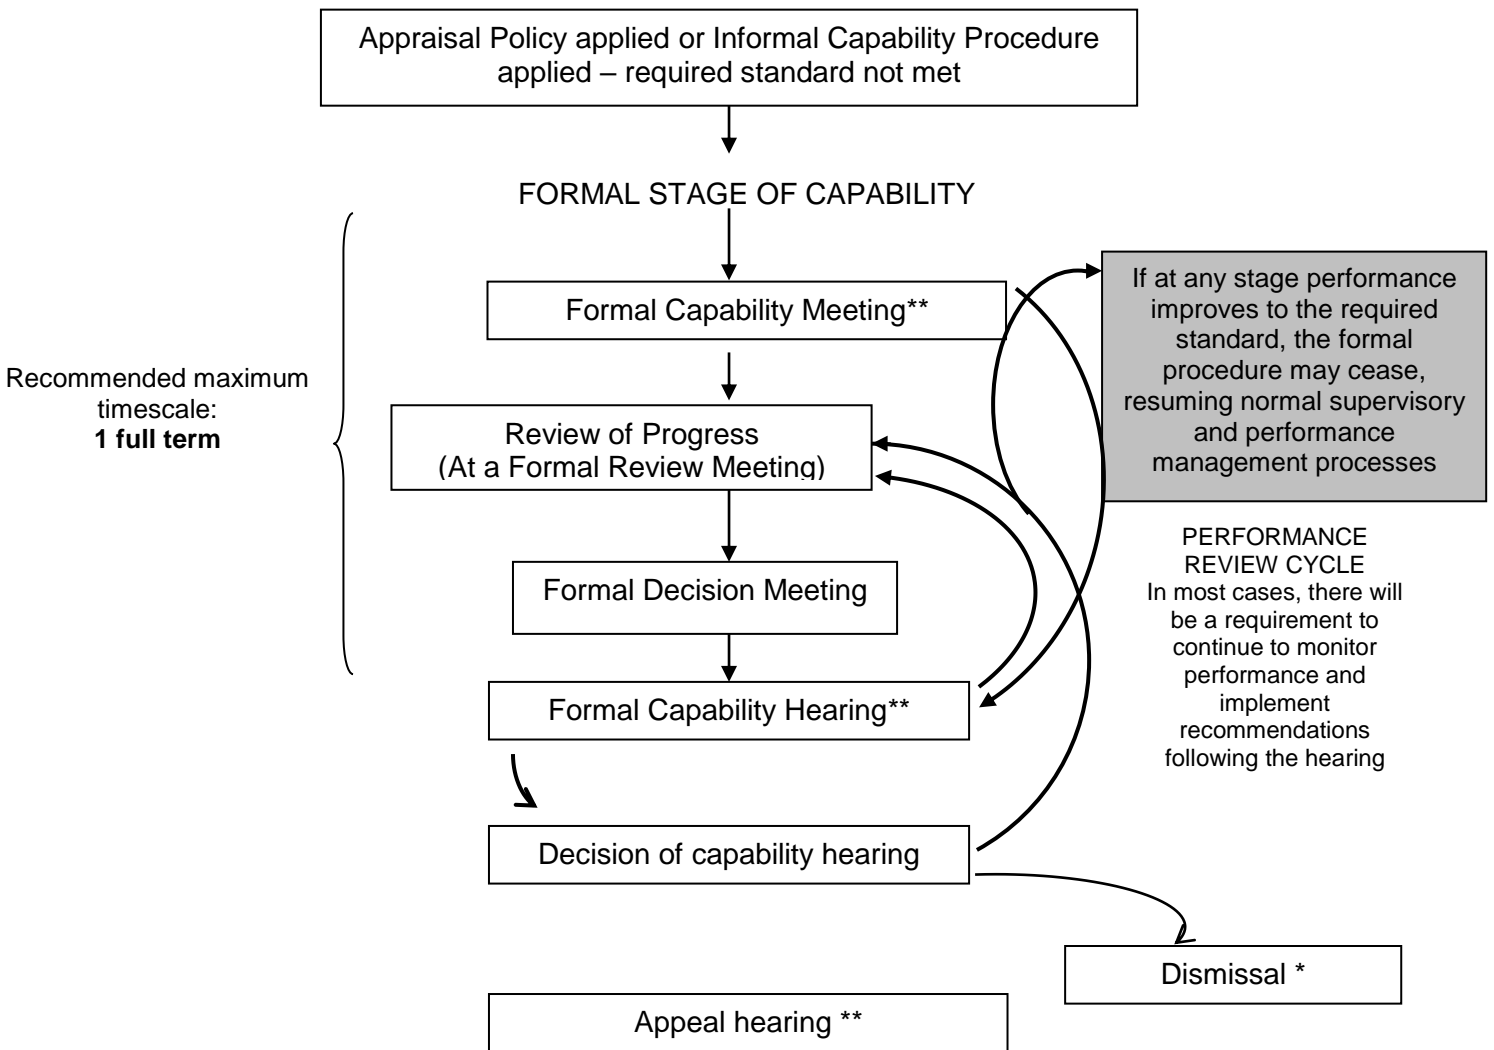 Appraisal Policy applied or Informal Capability Procedure
applied – required standard not met
FORMAL STAGE OF CAPABILITY
Formal Capability Meeting**
If at any stage performance
improves to the required
standard, the formal
procedure may cease,
resuming normal supervisory
and performance
management processes
Recommended maximum
timescale:
1 full term
Review of Progress
(At a Formal Review Meeting)
Formal Decision Meeting
PERFORMANCE
REVIEW CYCLE
In most cases, there will
be a requirement to
continue to monitor
performance and
implement
recommendations
following the hearing
Formal Capability Hearing**
Decision of capability hearing
Dismissal *
Appeal hearing **